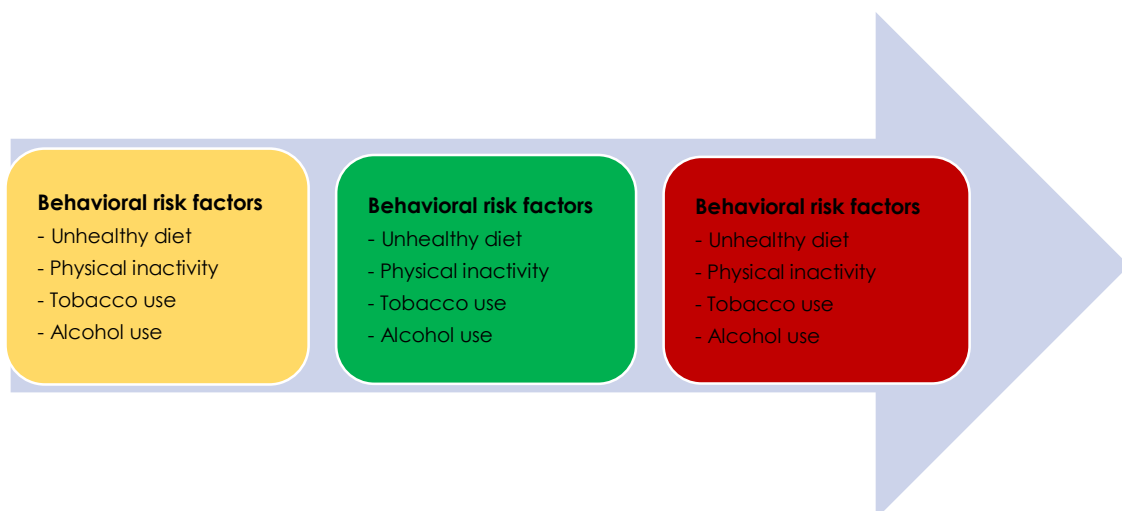 Behavioral risk factors
- Unhealthy diet
- Physical inactivity
- Tobacco use
- Alcohol use
Behavioral risk factors
- Unhealthy diet
- Physical inactivity
- Tobacco use
- Alcohol use
Behavioral risk factors
- Unhealthy diet
- Physical inactivity
- Tobacco use
- Alcohol use